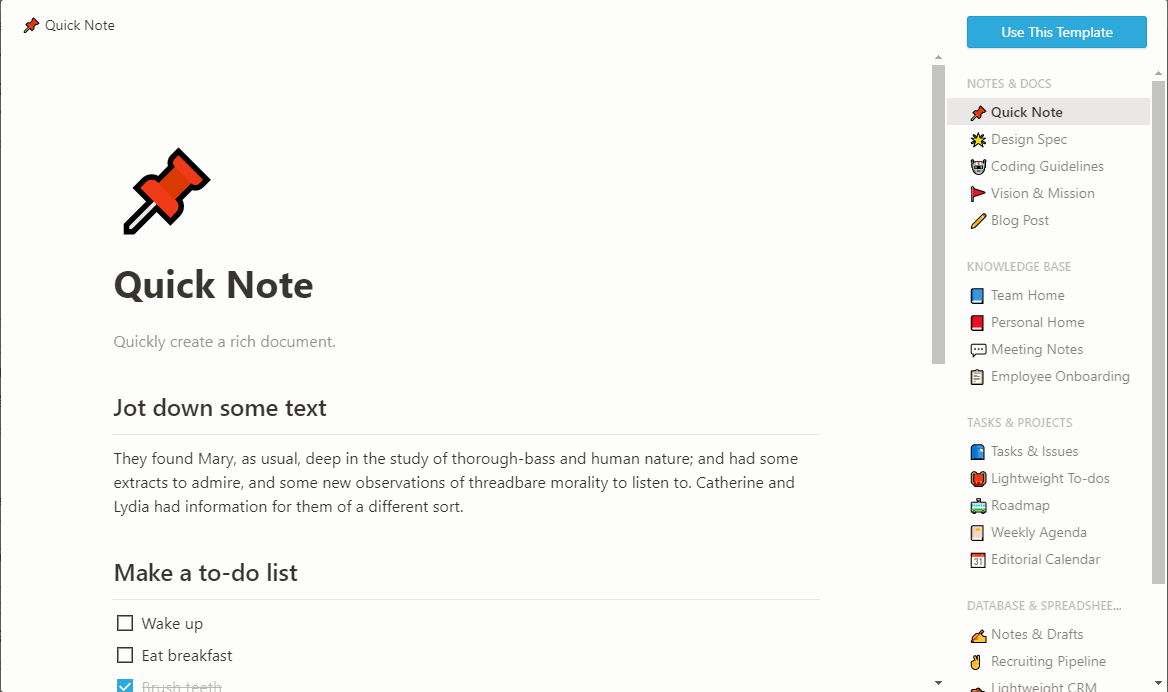 Quick Note
Quick Note
Quickly create a rich document.
Jot down some text
They found Mary, as usual, deep in the study of thorough-bass and human nature; and had some
extracts to admire, and some new observations of threadbare morality to listen to. Catherine and
Lydia had information for them of a different sort.
Make a to-do list
Wake up
Eat breakfast
Brush teeth
Use This Template
NOTES & DOCS
Quick Note
Design Spec
Coding Guidelines
Vision & Mission
Blog Post
KNOWLEDGE BASE
Team Home
Personal Home
Meeting Notes
Employee Onboarding
TASKS & PROJECTS
Tasks & Issues
Lightweight To-dos
Roadmap
Weekly Agenda
31 Editorial Calendar
DATABASE & SPREADSHEE...
Notes & Drafts
Recruiting Pipeline
Lightweight CRM